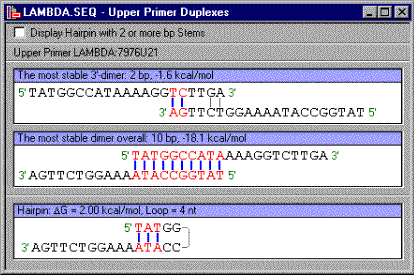 LAMBDA.SEQ - Upper Primer Duplexes
Display Hairpin with 2 or more bp Stems
Upper Primer LAMBDA:7976U21
The most stable 3'-dimer: 2 bp, -1.6 kcal/mol
5' TATGGCCATAAAAGGTCTTGA 3'
3' AGTTCTGGAAAATACCGGTAT 5'
The most stable dimer overall: 10 bp, -18.1 kcal/mol
5' TATGGCCATAAAAGGTCTTGA 3'
3' AGTTCTGGAAAATACCGGTAT 5'
Hairpin: ΔG = 2.00 kcal/mol, Loop = 4 nt
5' TATGG
3' AGTTCTGGAAAATACC